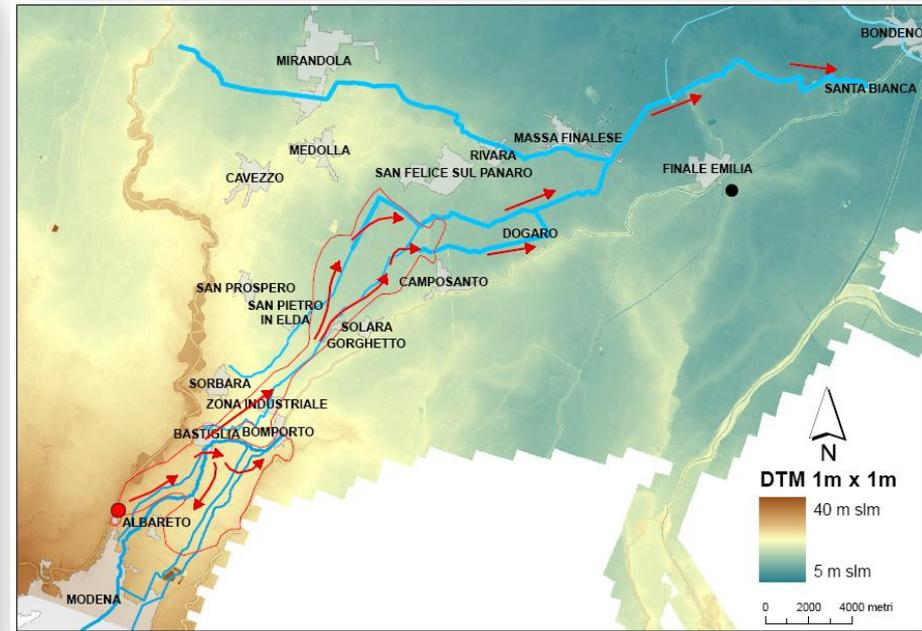 BONDENO
MIRANDOLA
SANTA BIANCA
MASSA FINALESE
MEDOLLA
RIVARA
CAVEZZO
SAN FELICE SUL PANARO
FINALE EMILIA
DOGARO
SAN PROSPERO
CAMPOSANTO
SAN PIETRO
IN ELDA
SOLARA
GORGHETTO
SORBARA
ZONA INDUSTRIALE
BASTIGLIA
BOMPORTO
ALBARETO
MODENA
N
DTM 1m x 1m
40 m slm
5 m slm
0 2000 4000 metri